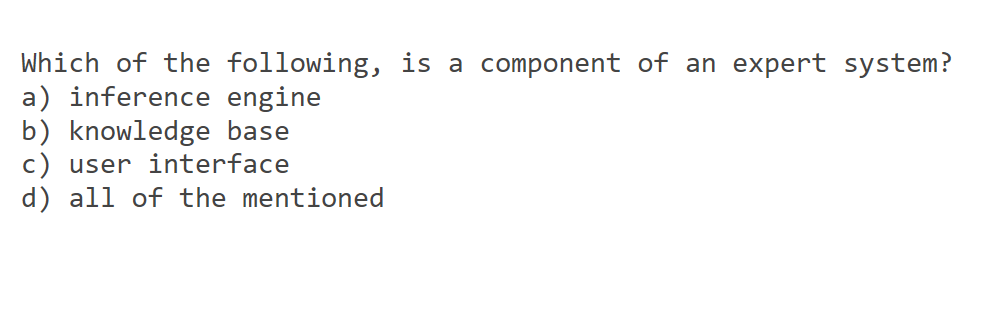 Which of the following, is a component of an expert system?
a) inference engine
b) knowledge base
c) user interface
d) all of the mentioned